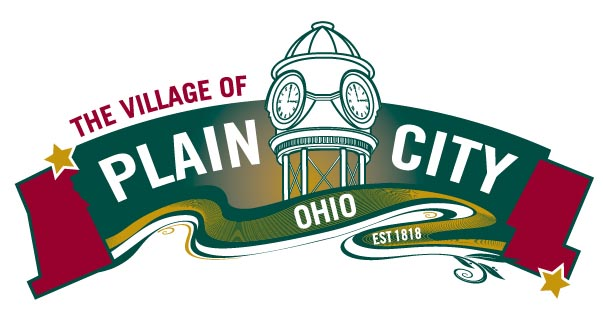 THE VILLAGE OF
PLAIN CITY
OHIO
EST 1818